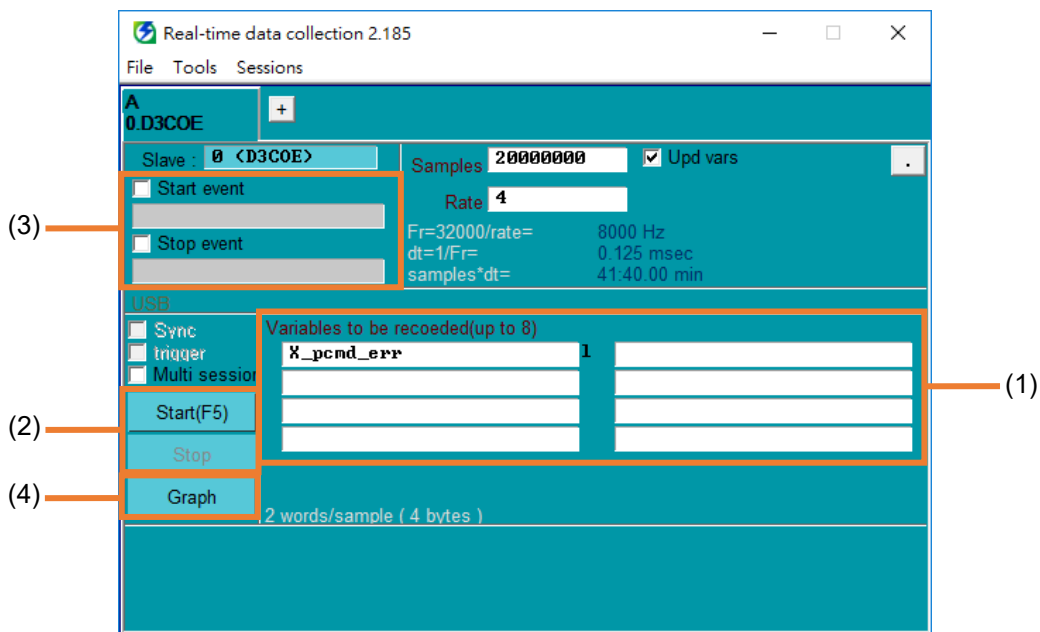 Real-time data collection 2.185
File Tools Sessions
A
0.D3COE
+
Slave : 0 <D3COE>
Samples 20000000
Upd vars
.
Start event
Rate 4
Stop event
Fr=32000/rate= 8000 Hz
dt=1/Fr= 0.125 msec
samples*dt= 41:40.00 min
(3)
USB
Sync
trigger
Multi session
Variables to be recoeded(up to 8)
X_pcmd_err 1
(1)
Start(F5)
Stop
(2)
Graph
(4)
2 words/sample ( 4 bytes )